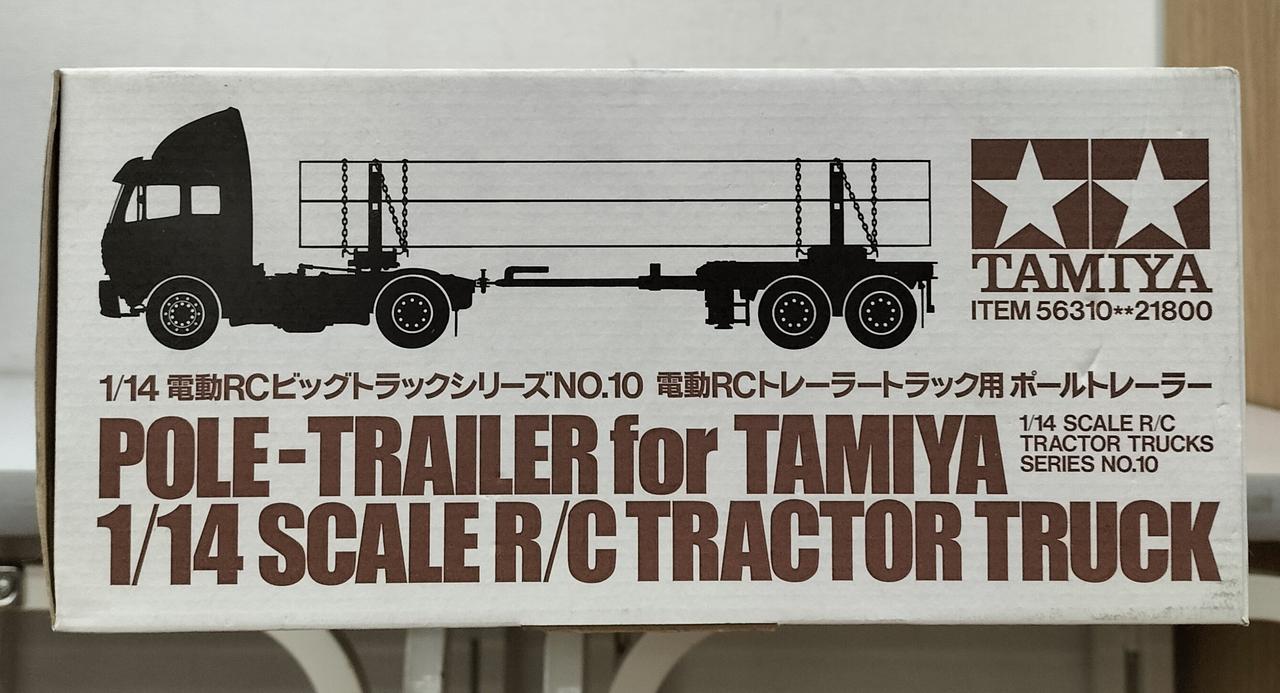 TAMIYA
ITEM 56310**21800
1/14 電動RCビッグトラックシリーズNO.10 電動RCトレーラートラック用 ポールトレーラー
POLE-TRAILER for TAMIYA
1/14 SCALE R/C TRACTOR TRUCK
1/14 SCALE R/C
TRACTOR TRUCKS
SERIES NO.10